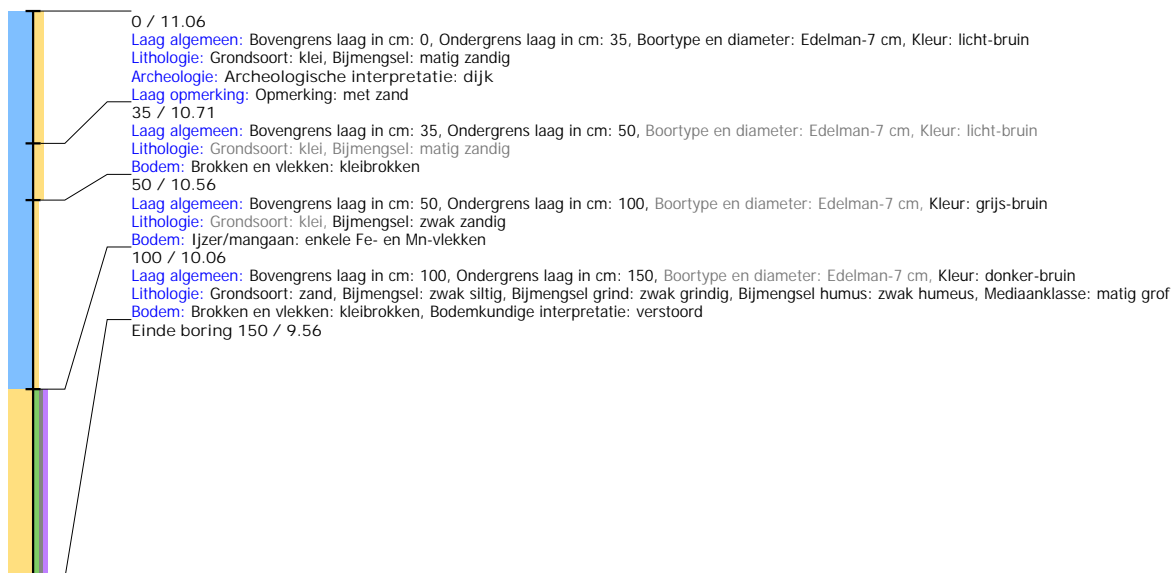 0 / 11.06
Laag algemeen: Bovengrens laag in cm: 0, Ondergrens laag in cm: 35, Boortype en diameter: Edelman-7 cm, Kleur: licht-bruin
Lithologie: Grondsoort: klei, Bijmengsel: matig zandig
Archeologie: Archeologische interpretatie: dijk
Laag opmerking: Opmerking: met zand
35 / 10.71
Laag algemeen: Bovengrens laag in cm: 35, Ondergrens laag in cm: 50, Boortype en diameter: Edelman-7 cm, Kleur: licht-bruin
Lithologie: Grondsoort: klei, Bijmengsel: matig zandig
Bodem: Brokken en vlekken: kleibrokken
50 / 10.56
Laag algemeen: Bovengrens laag in cm: 50, Ondergrens laag in cm: 100, Boortype en diameter: Edelman-7 cm, Kleur: grijs-bruin
Lithologie: Grondsoort: klei, Bijmengsel: zwak zandig
Bodem: Ijzer/mangaan: enkele Fe- en Mn-vlekken
100 / 10.06
Laag algemeen: Bovengrens laag in cm: 100, Ondergrens laag in cm: 150, Boortype en diameter: Edelman-7 cm, Kleur: donker-bruin
Lithologie: Grondsoort: zand, Bijmengsel: zwak siltig, Bijmengsel grind: zwak grindig, Bijmengsel humus: zwak humeus, Mediaanklasse: matig grof
Bodem: Brokken en vlekken: kleibrokken, Bodemkundige interpretatie: verstoord
Einde boring 150 / 9.56